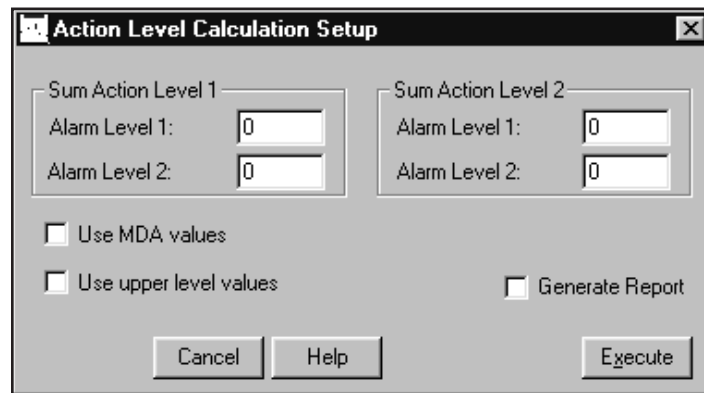 Action Level Calculation Setup
Sum Action Level 1
Alarm Level 1: 0
Alarm Level 2: 0
Sum Action Level 2
Alarm Level 1: 0
Alarm Level 2: 0
Use MDA values
Use upper level values
Generate Report
Cancel
Help
Execute